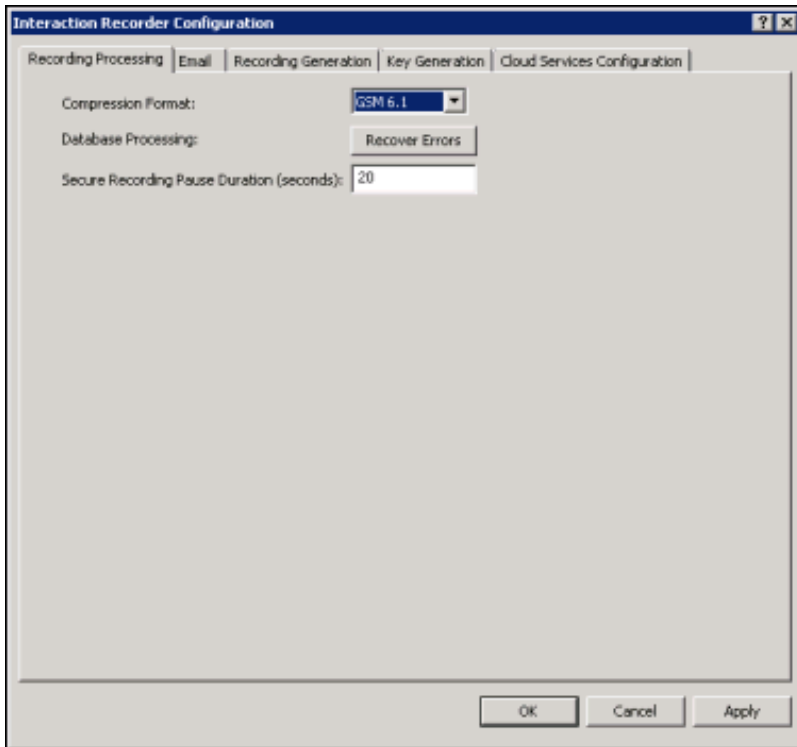 Interaction Recorder Configuration
Recording Processing Email Recording Generation Key Generation Cloud Services Configuration
Compression Format: GSM 6.1
Database Processing: Recover Errors
Secure Recording Pause Duration (seconds): 20
OK Cancel Apply